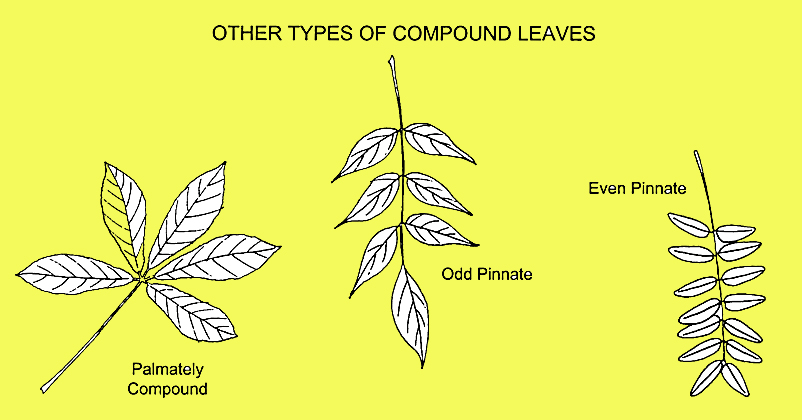 OTHER TYPES OF COMPOUND LEAVES
Even Pinnate
Odd Pinnate
Palmately
Compound